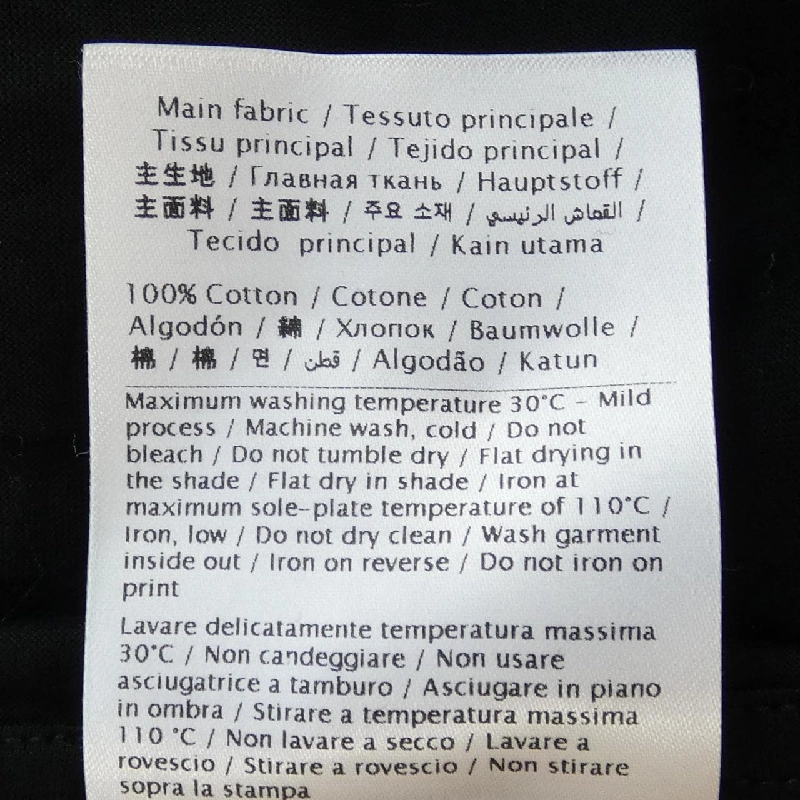 Main fabric / Tessuto principale /
Tissu principal / Tejido principal /
主生地 / Главная ткань / Hauptstoff /
主面料 / 主面料 / 주요 소재 / القماش الرئيسي /
Tecido principal / Kain utama
100% Cotton / Cotone / Coton /
Algodón / 綿 / Хлопок / Baumwolle /
棉 / 棉 / 면 / قطن / Algodão / Katun
Maximum washing temperature 30°C - Mild
process / Machine wash, cold / Do not
bleach / Do not tumble dry / Flat drying in
the shade / Flat dry in shade / Iron at
maximum sole-plate temperature of 110°C /
Iron, low / Do not dry clean / Wash garment
inside out / Iron on reverse / Do not iron on
print
Lavare delicatamente temperatura massima
30°C / Non candeggiare / Non usare
asciugatrice a tamburo / Asciugare in piano
in ombra / Stirare a temperatura massima
110 °C / Non lavare a secco / Lavare a
rovescio / Stirare a rovescio / Non stirare
sopra la stampa